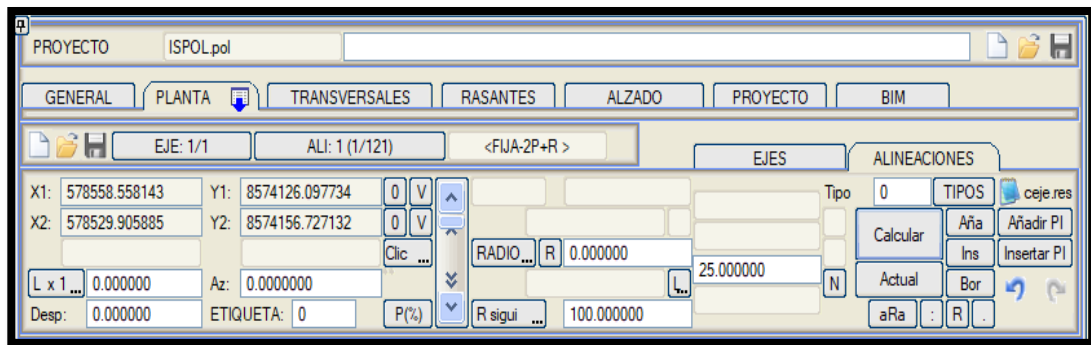 PROYECTO ISPOL.pol
GENERAL PLANTA TRANSVERSALES RASANTES ALZADO PROYECTO BIM
EJE: 1/1 ALI: 1 (1/121) <FIJA-2P+R > EJES ALINEACIONES
X1: 578558.558143 Y1: 8574126.097734 0 V Tipo 0 TIPOS ceje.res
X2: 578529.905885 Y2: 8574156.727132 0 V Calcular Aña Añadir PI
Clic ... RADIO... R 0.000000 Ins Insertar PI
L x 1... 0.000000 Az: 0.0000000 L... 25.000000 N Actual Bor
Desp: 0.000000 ETIQUETA: 0 P(%) R sigui ... 100.000000 aRa : R .